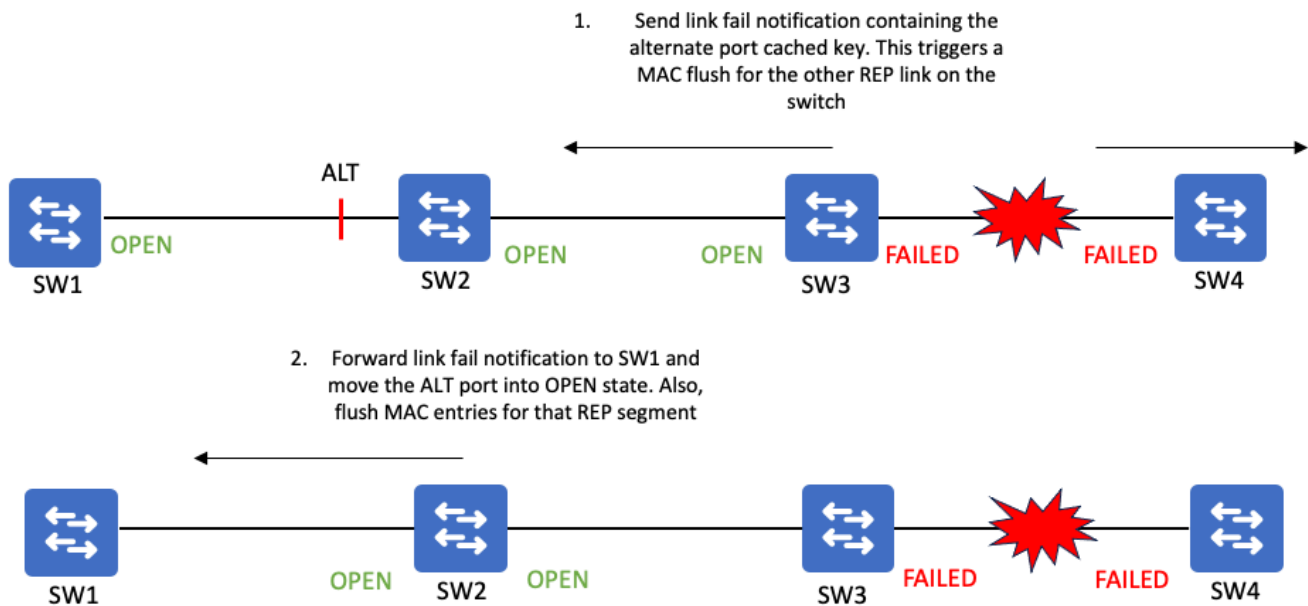 1. Send link fail notification containing the
alternate port cached key. This triggers a
MAC flush for the other REP link on the
switch
ALT
OPEN
OPEN
OPEN
FAILED
FAILED
SW1
SW2
SW3
SW4
2. Forward link fail notification to SW1 and
move the ALT port into OPEN state. Also,
flush MAC entries for that REP segment
OPEN
OPEN
FAILED
FAILED
SW1
SW2
SW3
SW4